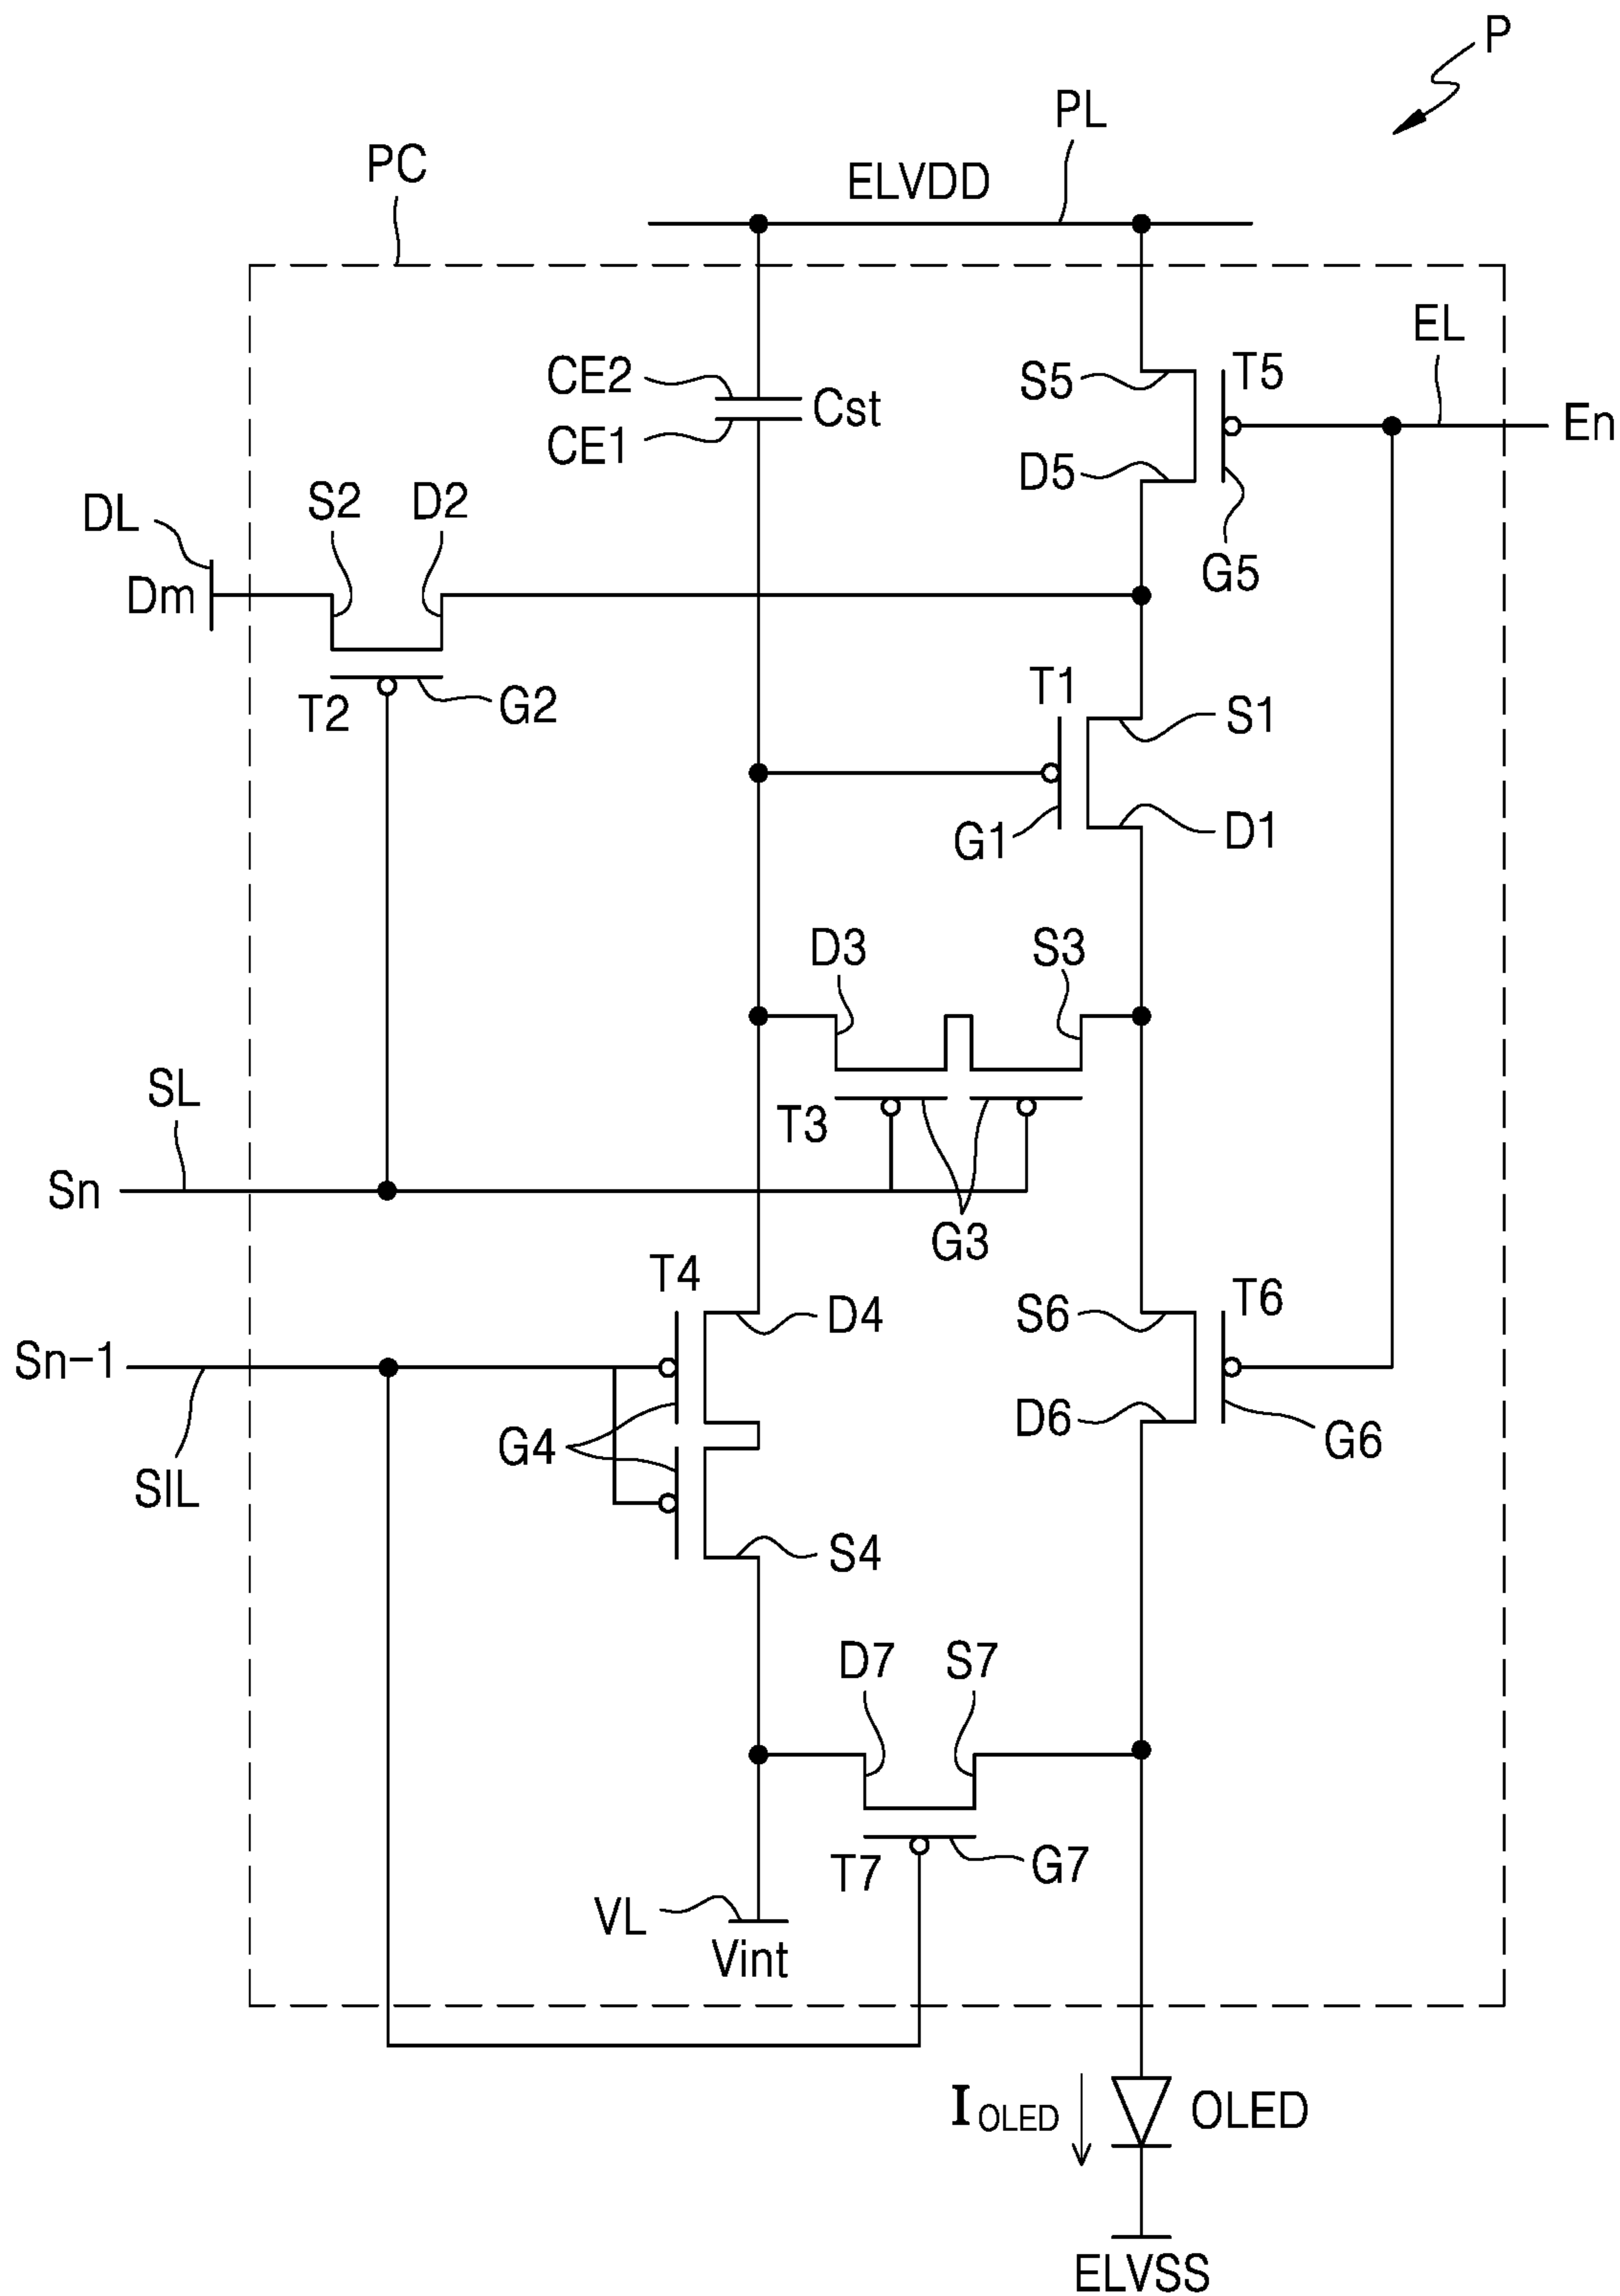 P
PL
PC
ELVDD
EL
CE2
Cst
S5
T5
En
CE1
D5
S2
D2
DL
G5
Dm
T1
T2
G2
S1
G1
D1
D3
S3
SL
T3
Sn
G3
T4
T6
D4
S6
Sn-1
D6
G4
G6
SIL
S4
D7
S7
T7
G7
VL
Vint
IOLED
OLED
ELVSS